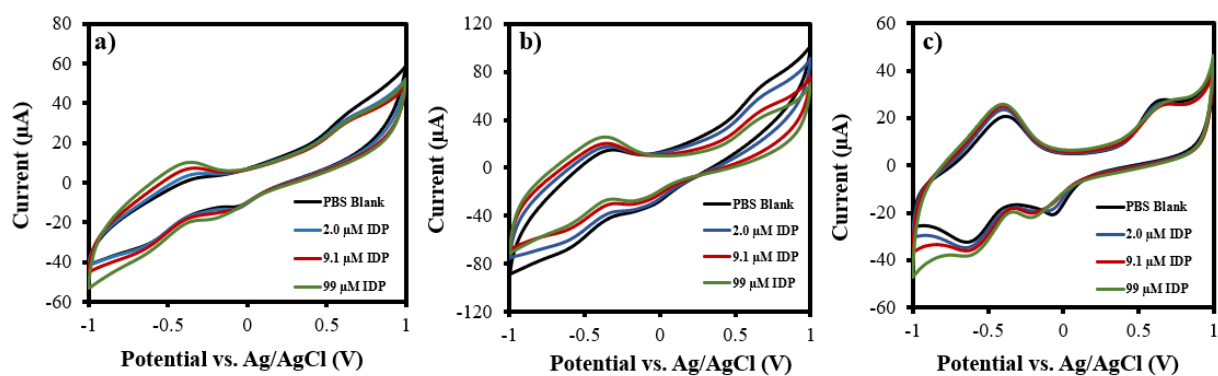 a)
Current (µA)
80
60
40
20
0
-20
-40
-60
-1
-0.5
0
0.5
1
Potential vs. Ag/AgCl (V)
PBS Blank
2.0 µM IDP
9.1 µM IDP
99 µM IDP
b)
Current (µA)
120
80
40
0
-40
-80
-120
-1
-0.5
0
0.5
1
Potential vs. Ag/AgCl (V)
PBS Blank
2.0 µM IDP
9.1 µM IDP
99 µM IDP
c)
Current (µA)
60
40
20
0
-20
-40
-60
-1
-0.5
0
0.5
1
Potential vs. Ag/AgCl (V)
PBS Blank
2.0 µM IDP
9.1 µM IDP
99 µM IDP